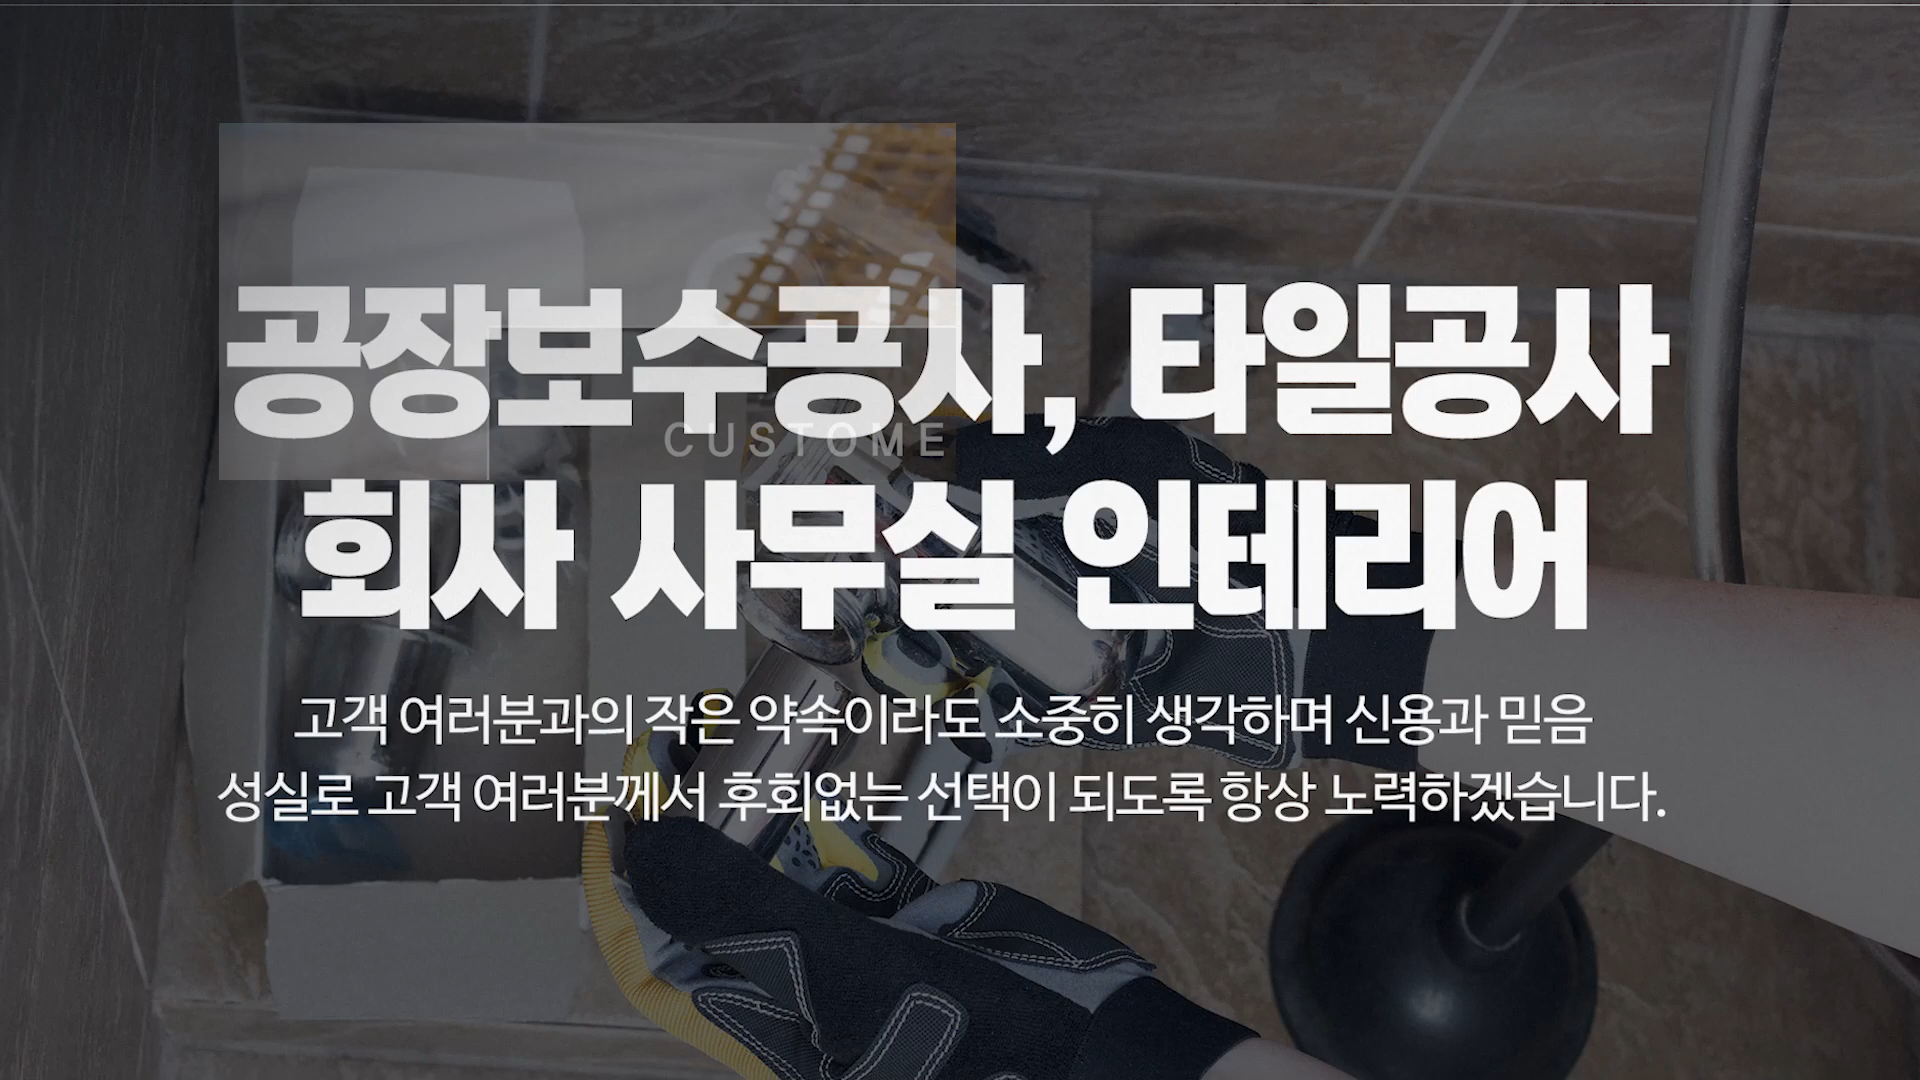 공장보수공사, 타일공사
CUSTOME
회사 사무실 인테리어
고객 여러분과의 작은 약속이라도 소중히 생각하며 신용과 믿음
성실로 고객 여러분께서 후회없는 선택이 되도록 항상 노력하겠습니다.